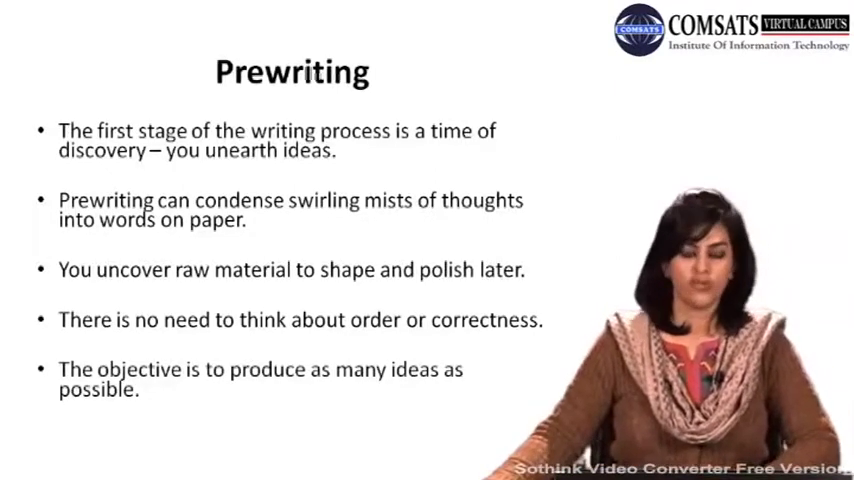 COMSATS
COMSATS VIRTUAL CAMPUS
Institute Of Information Technology
Prewriting
• The first stage of the writing process is a time of
discovery – you unearth ideas.
• Prewriting can condense swirling mists of thoughts
into words on paper.
• You uncover raw material to shape and polish later.
• There is no need to think about order or correctness.
• The objective is to produce as many ideas as
possible.
Sothink Video Converter Free Version